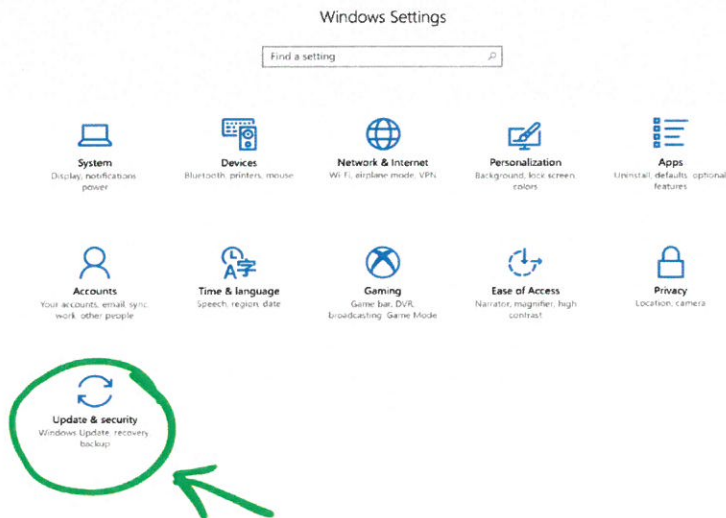 Windows Settings
Find a setting
System
Display, notifications
power
Devices
Bluetooth, printers, mouse
Network & Internet
Wi-Fi, airplane mode, VPN
Personalization
Background, lock screen
colors
Apps
Uninstall, defaults, optional
features
Accounts
Your accounts, email, sync,
work, other people
Time & language
Speech, region, date
Gaming
Game bar, DVR,
broadcasting, Game Mode
Ease of Access
Narrator, magnifier, high
contrast
Privacy
Location, camera
Update & security
Windows Update, recovery,
backup